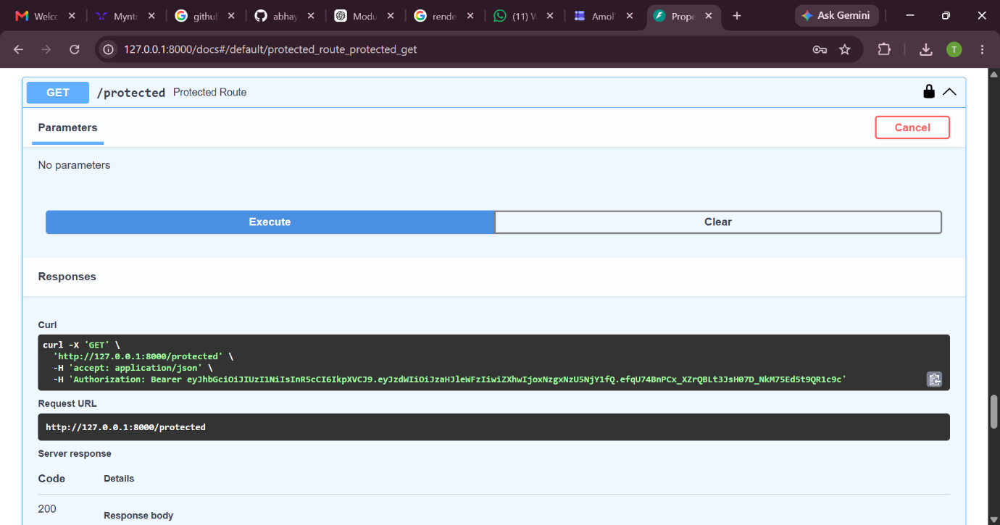 Welco
Myntr
githul
abhay
Modu
rende
(11) W
Amol'
Prope
Ask Gemini
127.0.0.1:8000/docs#/default/protected_route_protected_get
T
GET /protected Protected Route
Parameters
Cancel
No parameters
Execute
Clear
Responses
Curl
curl -X 'GET' \
'http://127.0.0.1:8000/protected' \
-H 'accept: application/json' \
-H 'Authorization: Bearer eyJhbGciOiJIUzI1NiIsInR5cCI6IkpXVCJ9.eyJzdWIiOiJzaHJleWFzIiwiZXhwIjoxNzgxNzU5NjY1fQ.efqU74BnPCx_XZrQBLt3JsH07D_NkM75Ed5t9QR1c9c'
Request URL
http://127.0.0.1:8000/protected
Server response
Code
Details
200
Response body